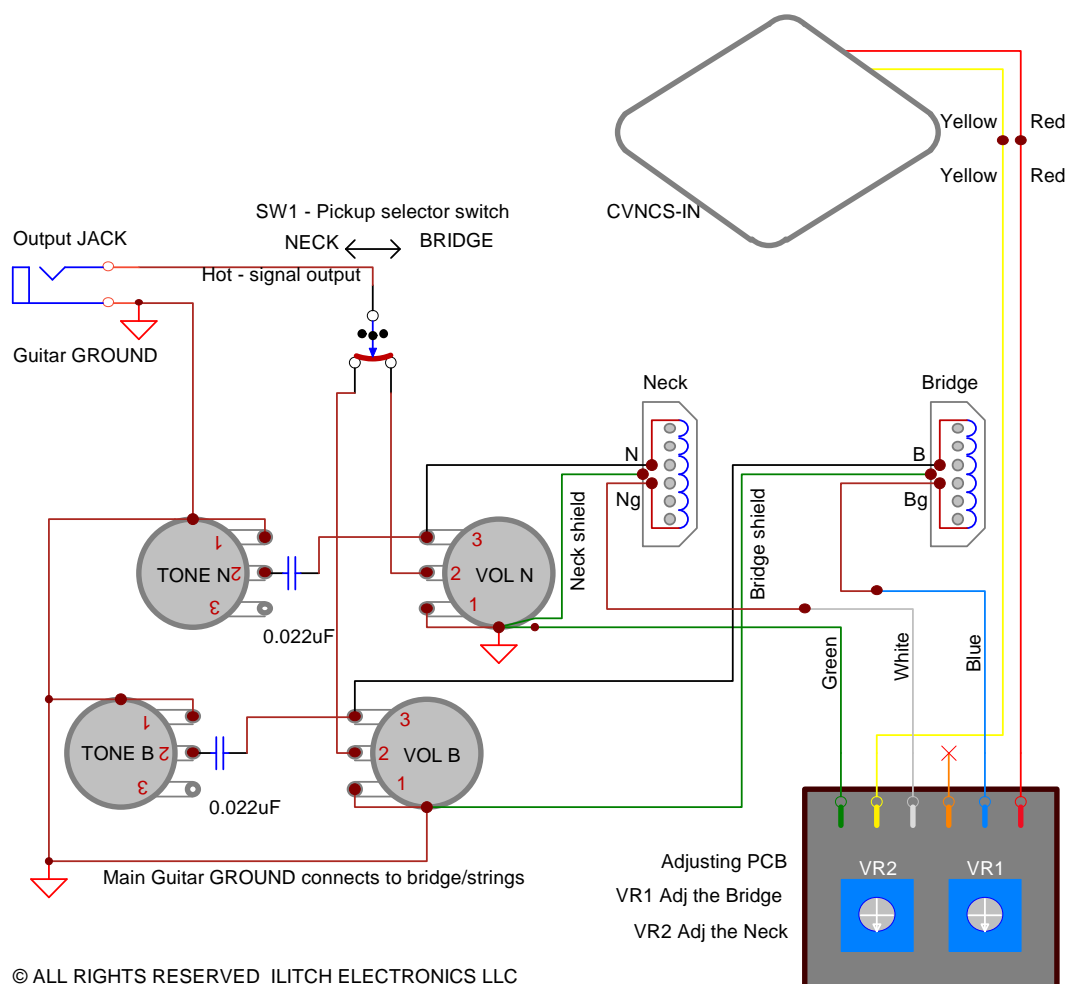 Yellow
Red
Yellow
Red
CVNCS-IN
SW1 - Pickup selector switch
NECK
BRIDGE
Output JACK
Hot - signal output
Guitar GROUND
Neck
Bridge
N
Ng
B
Bg
Neck shield
Bridge shield
1
TONE N
2
3
3
2
VOL N
1
0.022uF
Green
White
Blue
1
TONE B
2
3
3
2
VOL B
1
0.022uF
Main Guitar GROUND connects to bridge/strings
Adjusting PCB
VR1 Adj the Bridge
VR2 Adj the Neck
VR2
VR1
© ALL RIGHTS RESERVED ILITCH ELECTRONICS LLC